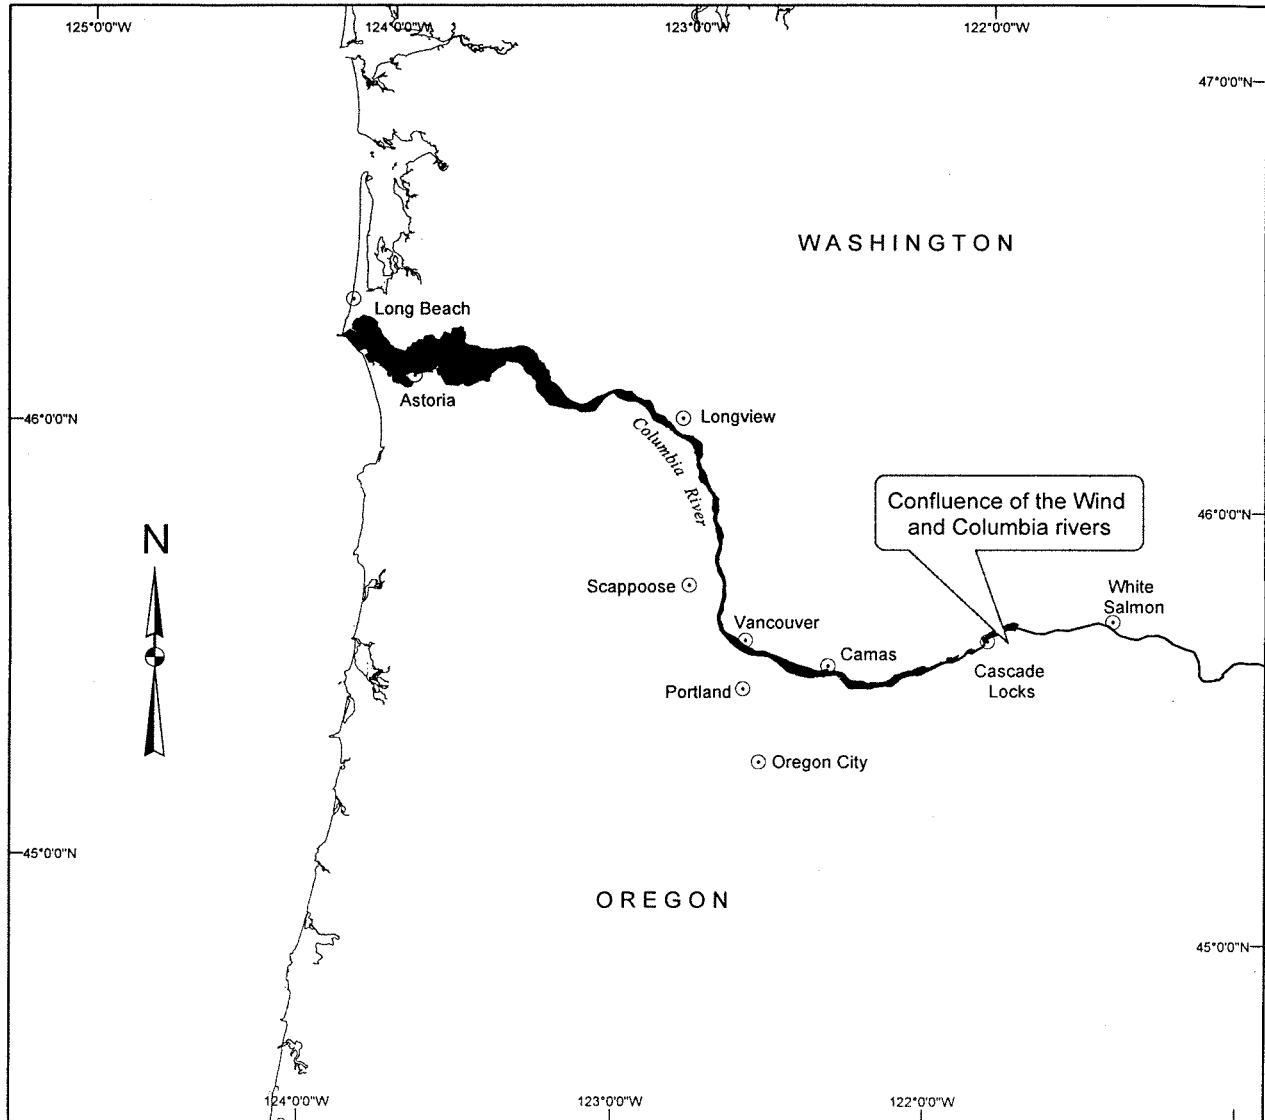 125°0'0"W
124°0'0"W
123°0'0"W
122°0'0"W
47°0'0"N
WASHINGTON
Long Beach
Astoria
46°0'0"N
Longview
Columbia River
Confluence of the Wind
and Columbia rivers
46°0'0"N
N
Scappoose
White
Salmon
Vancouver
Camas
Cascade
Locks
Portland
Oregon City
45°0'0"N
OREGON
45°0'0"N
124°0'0"W
123°0'0"W
122°0'0"W